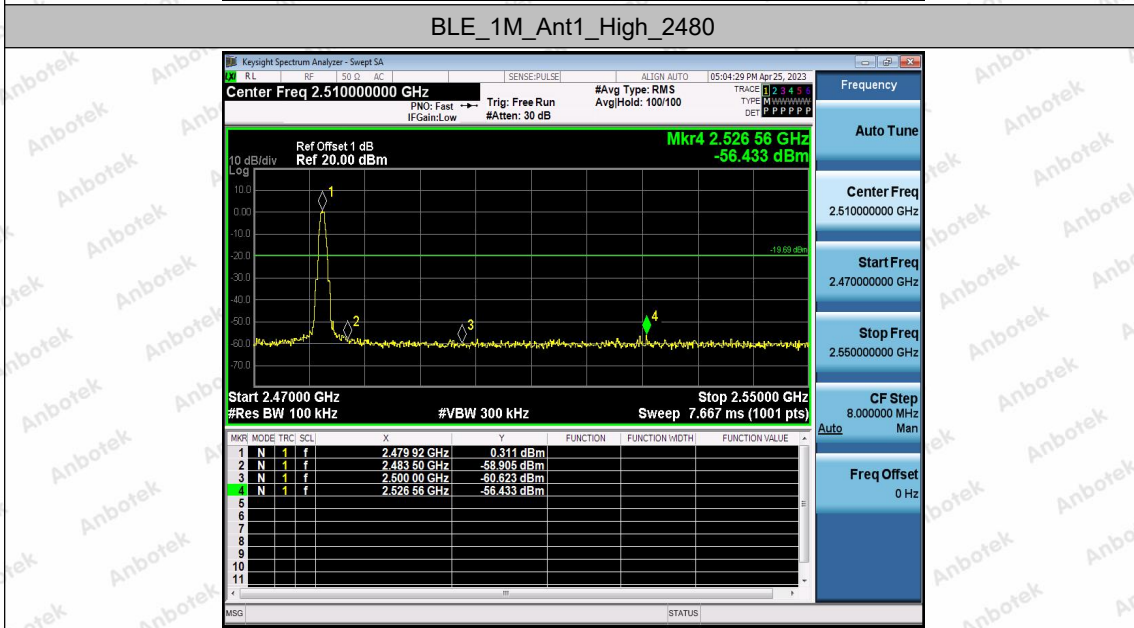 BLE_1M_Ant1_High_2480
Keysight Spectrum Analyzer - Swept SA
RL RF 50 Ω AC SENSE:PULSE ALIGN AUTO 05:04:29 PM Apr 25, 2023
Center Freq 2.510000000 GHz
PNO: Fast
IFGain:Low
Trig: Free Run
#Atten: 30 dB
#Avg Type: RMS
Avg|Hold: 100/100
TRACE 1 2 3 4 5 6
TYPE M W W W W W
DET P P P P P P
Frequency
Auto Tune
Center Freq
2.510000000 GHz
Start Freq
2.470000000 GHz
Stop Freq
2.550000000 GHz
CF Step
8.000000 MHz
Auto Man
Freq Offset
0 Hz
Mkr4 2.526 56 GHz
-56.433 dBm
Ref Offset 1 dB
10 dB/div Ref 20.00 dBm
Log
10.0
0.00
-10.0
-20.0
-30.0
-40.0
-50.0
-60.0
-70.0
1
2
3
4
-19.69 dBm
Start 2.47000 GHz Stop 2.55000 GHz
#Res BW 100 kHz #VBW 300 kHz Sweep 7.667 ms (1001 pts)
MKR MODE TRC SCL X Y FUNCTION FUNCTION WIDTH FUNCTION VALUE
1 N 1 f 2.479 92 GHz 0.311 dBm
2 N 1 f 2.483 50 GHz -58.905 dBm
3 N 1 f 2.500 00 GHz -60.623 dBm
4 N 1 f 2.526 56 GHz -56.433 dBm
5
6
7
8
9
10
11
MSG STATUS
Anbotek